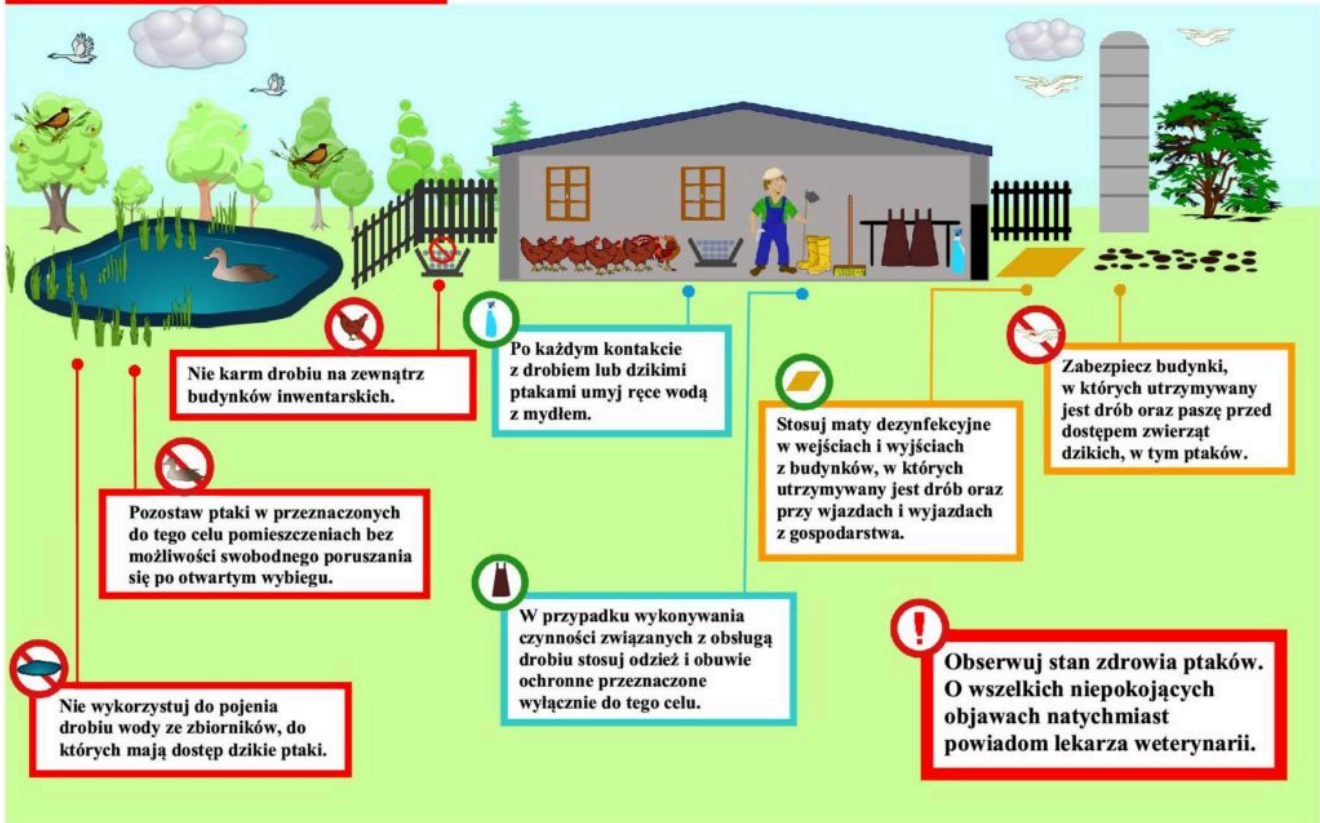 Nie karm drobiu na zewnątrz
budynków inwentarskich.
Po każdym kontakcie
z drobiem lub dzikimi
ptakami umyj ręce wodą
z mydłem.
Zabezpiecz budynki,
w których utrzymywany
jest drób oraz paszę przed
dostępem zwierząt
dzikich, w tym ptaków.
Stosuj maty dezynfekcyjne
w wejściach i wyjściach
z budynków, w których
utrzymywany jest drób oraz
przy wjazdach i wyjazdach
z gospodarstwa.
Pozostaw ptaki w przeznaczonych
do tego celu pomieszczeniach bez
możliwości swobodnego poruszania
się po otwartym wybiegu.
W przypadku wykonywania
czynności związanych z obsługą
drobiu stosuj odzież i obuwie
ochronne przeznaczone
wyłącznie do tego celu.
Nie wykorzystuj do pojenia
drobiu wody ze zbiorników, do
których mają dostęp dzikie ptaki.
Obserwuj stan zdrowia ptaków.
O wszelkich niepokojących
objawach natychmiast
powiadom lekarza weterynarii.